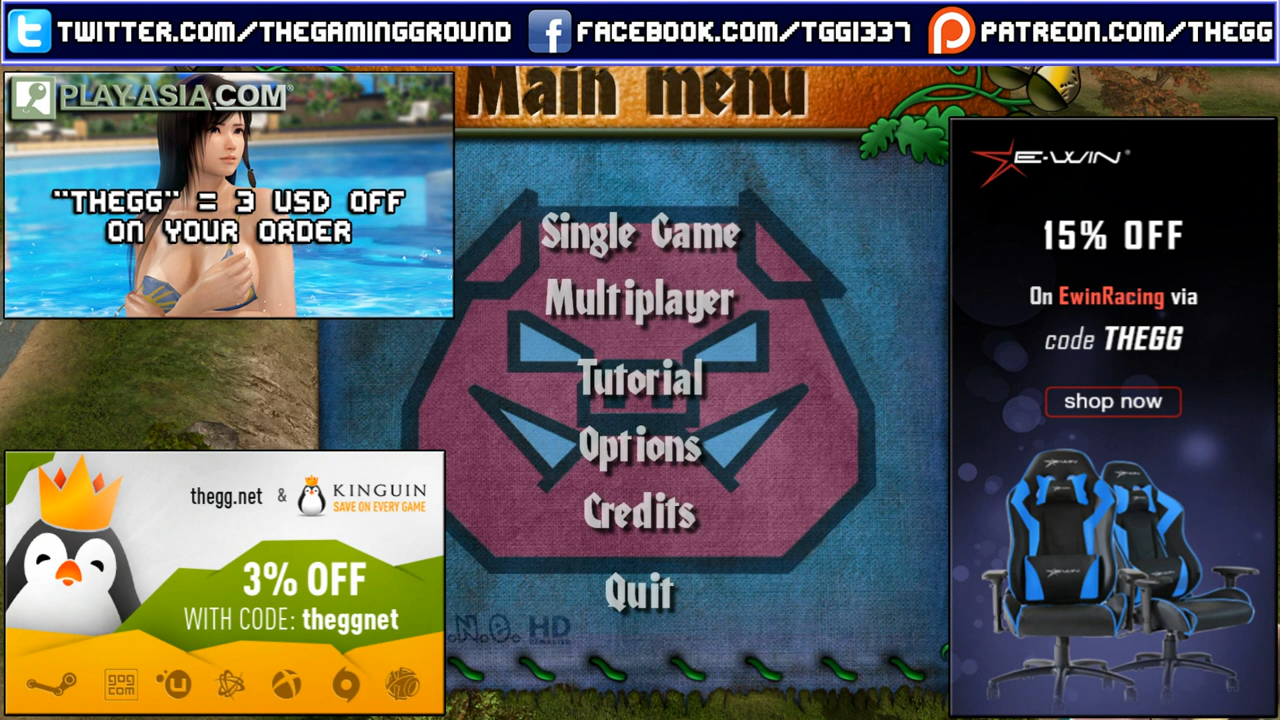 TWITTER.COM/THEGAMINGGROUND
FACEBOOK.COM/TGG1337
PATREON.COM/THEGG
PLAY-ASIA.COM
"THEGG" = 3 USD OFF
ON YOUR ORDER
Main menu
Single Game
Multiplayer
Tutorial
Options
Credits
Quit
.N.O. HD
E-WIN
15% OFF
On EwinRacing via
code THEGG
shop now
thegg.net & KINGUIN
SAVE ON EVERY GAME
3% OFF
WITH CODE: theggnet
gog
com